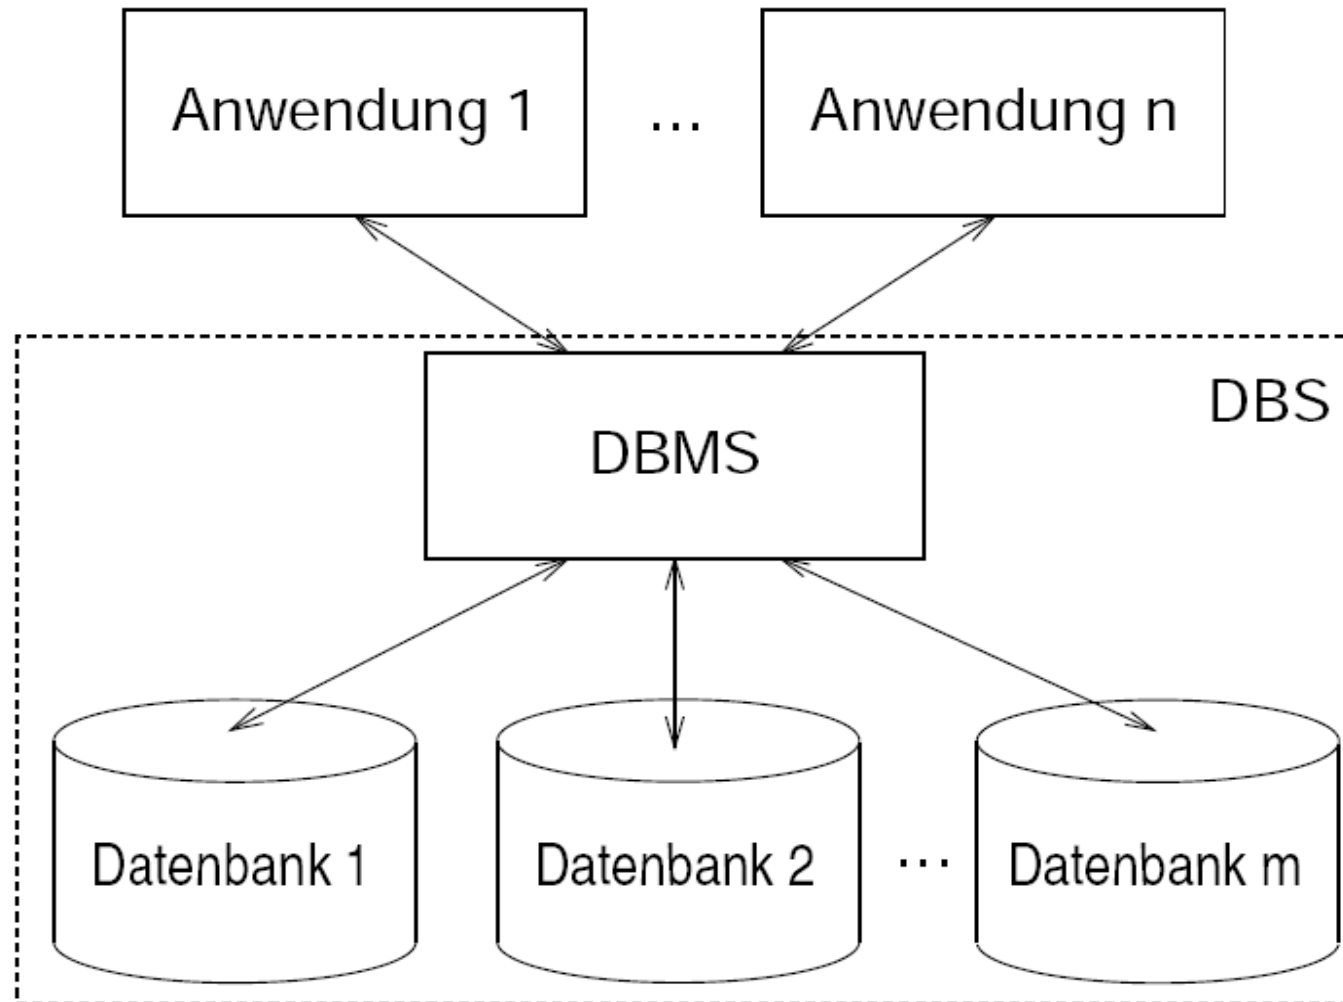 Anwendung 1 ... Anwendung n
DBS
DBMS
Datenbank 1 Datenbank 2 ... Datenbank m